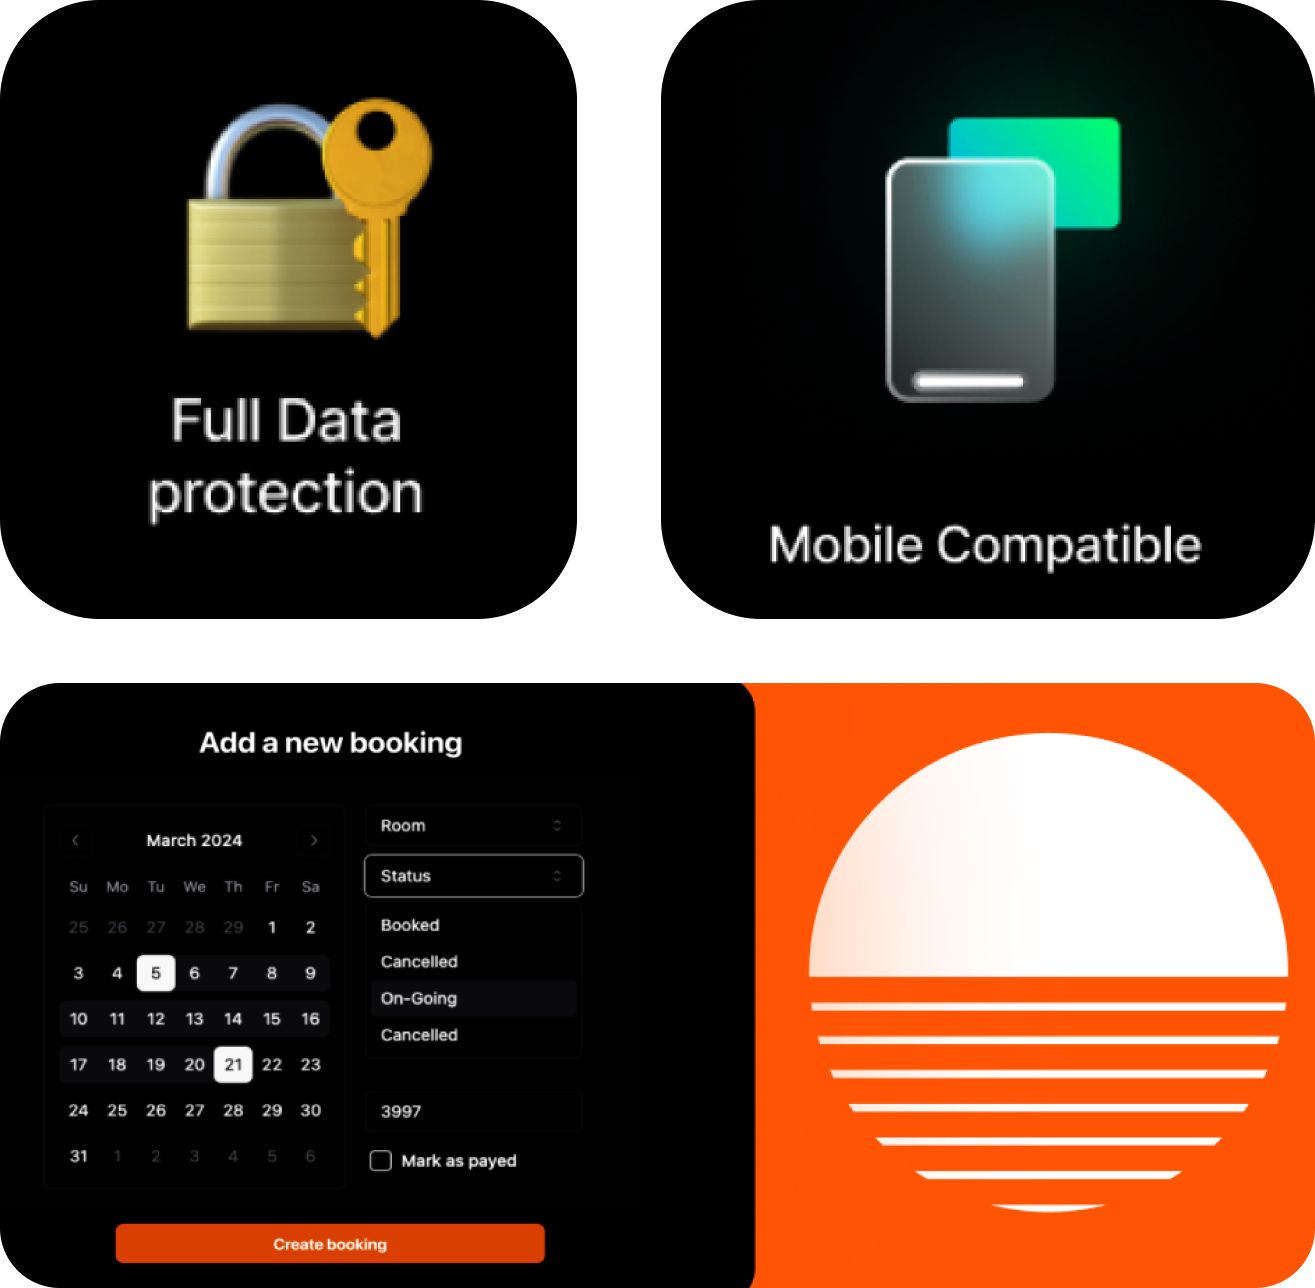 Full Data
protection
Mobile Compatible
Add a new booking
March 2024
Su Mo Tu We Th Fr Sa
25 26 27 28 29 1 2
3 4 5 6 7 8 9
10 11 12 13 14 15 16
17 18 19 20 21 22 23
24 25 26 27 28 29 30
31 1 2 3 4 5 6
Room
Status
Booked
Cancelled
On-Going
Cancelled
3997
Mark as payed
Create booking